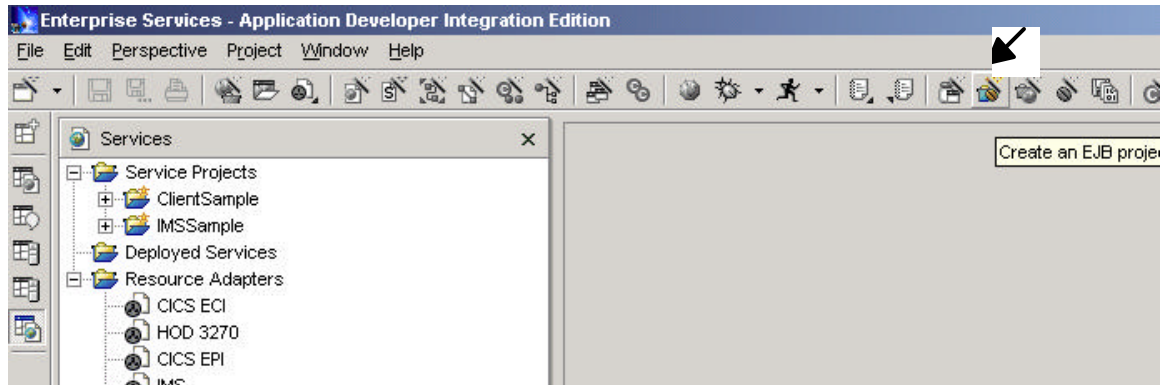 Enterprise Services - Application Developer Integration Edition
File Edit Perspective Project Window Help
Services
Create an EJB projec
Service Projects
ClientSample
IMSSample
Deployed Services
Resource Adapters
CICS ECI
HOD 3270
CICS EPI
IMS